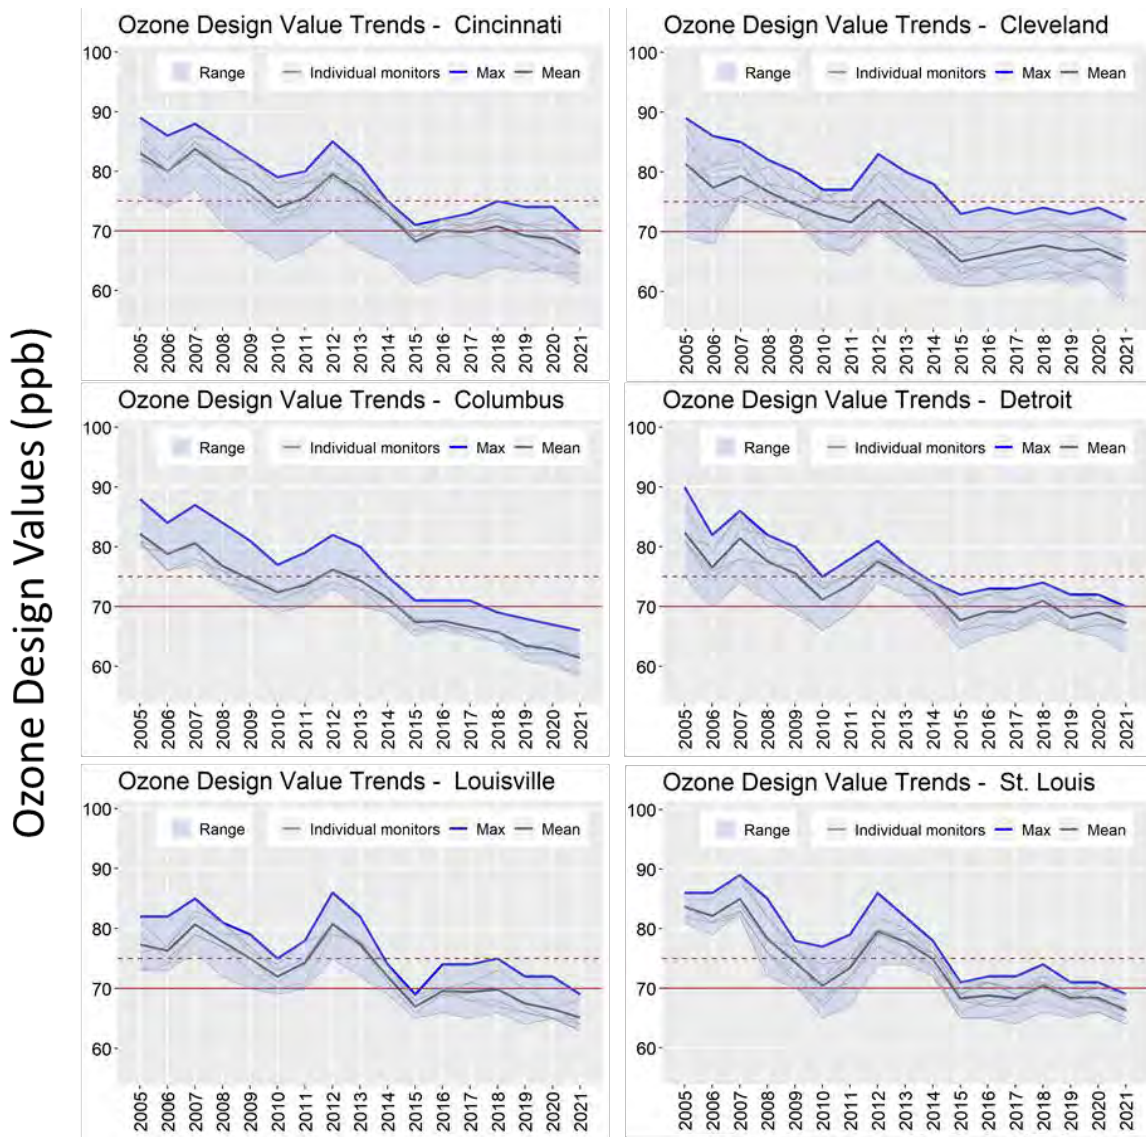 Ozone Design Values (ppb)
Ozone Design Value Trends - Cincinnati
Range Individual monitors Max Mean
100
90
80
70
60
2005 2006 2007 2008 2009 2010 2011 2012 2013 2014 2015 2016 2017 2018 2019 2020 2021
Ozone Design Value Trends - Cleveland
Range Individual monitors Max Mean
100
90
80
70
60
2005 2006 2007 2008 2009 2010 2011 2012 2013 2014 2015 2016 2017 2018 2019 2020 2021
Ozone Design Value Trends - Columbus
Range Individual monitors Max Mean
100
90
80
70
60
2005 2006 2007 2008 2009 2010 2011 2012 2013 2014 2015 2016 2017 2018 2019 2020 2021
Ozone Design Value Trends - Detroit
Range Individual monitors Max Mean
100
90
80
70
60
2005 2006 2007 2008 2009 2010 2011 2012 2013 2014 2015 2016 2017 2018 2019 2020 2021
Ozone Design Value Trends - Louisville
Range Individual monitors Max Mean
100
90
80
70
60
2005 2006 2007 2008 2009 2010 2011 2012 2013 2014 2015 2016 2017 2018 2019 2020 2021
Ozone Design Value Trends - St. Louis
Range Individual monitors Max Mean
100
90
80
70
60
2005 2006 2007 2008 2009 2010 2011 2012 2013 2014 2015 2016 2017 2018 2019 2020 2021